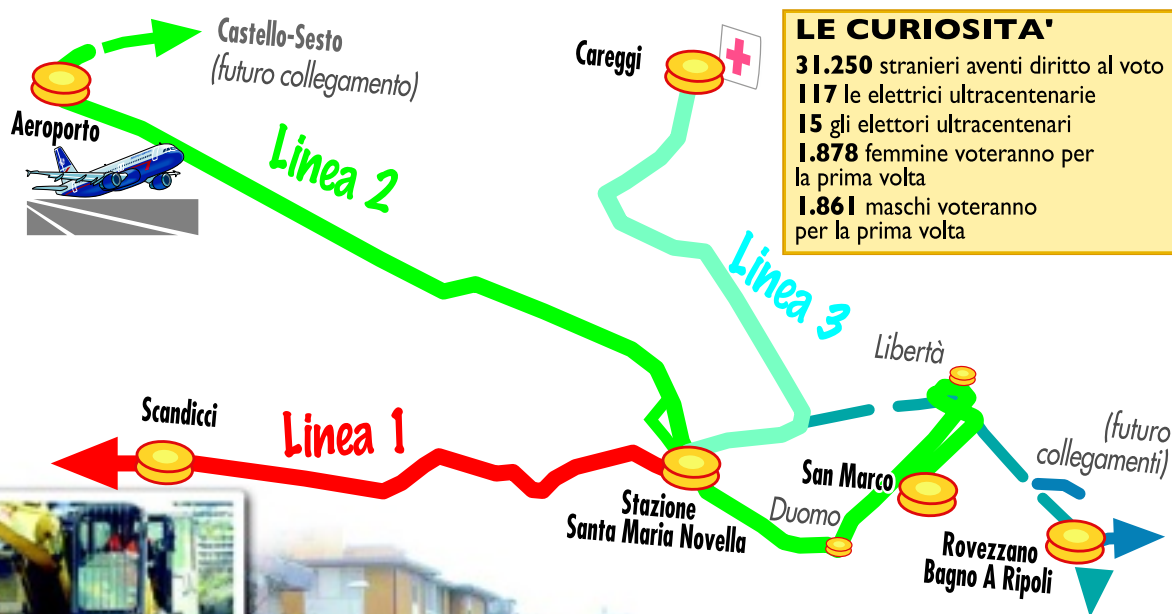 Castello-Sesto
(futuro collegamento)
Aeroporto
Linea 2
Careggi
LE CURIOSITA'
31.250 stranieri aventi diritto al voto
117 le elettrici ultracentenarie
15 gli elettori ultracentenari
1.878 femmine voteranno per
la prima volta
1.861 maschi voteranno
per la prima volta
Linea 3
Libertà
Scandicci
Linea 1
(futuro
collegamenti)
San Marco
Stazione
Santa Maria Novella
Duomo
Rovezzano
Bagno A Ripoli